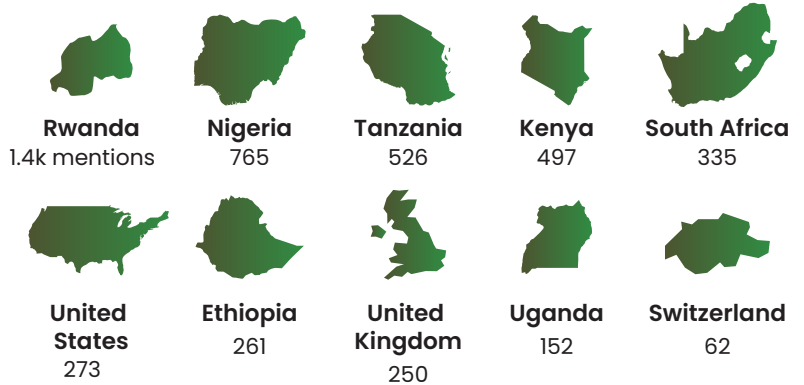 Rwanda
1.4k mentions
Nigeria
765
Tanzania
526
Kenya
497
South Africa
335
United
States
273
Ethiopia
261
United
Kingdom
250
Uganda
152
Switzerland
62